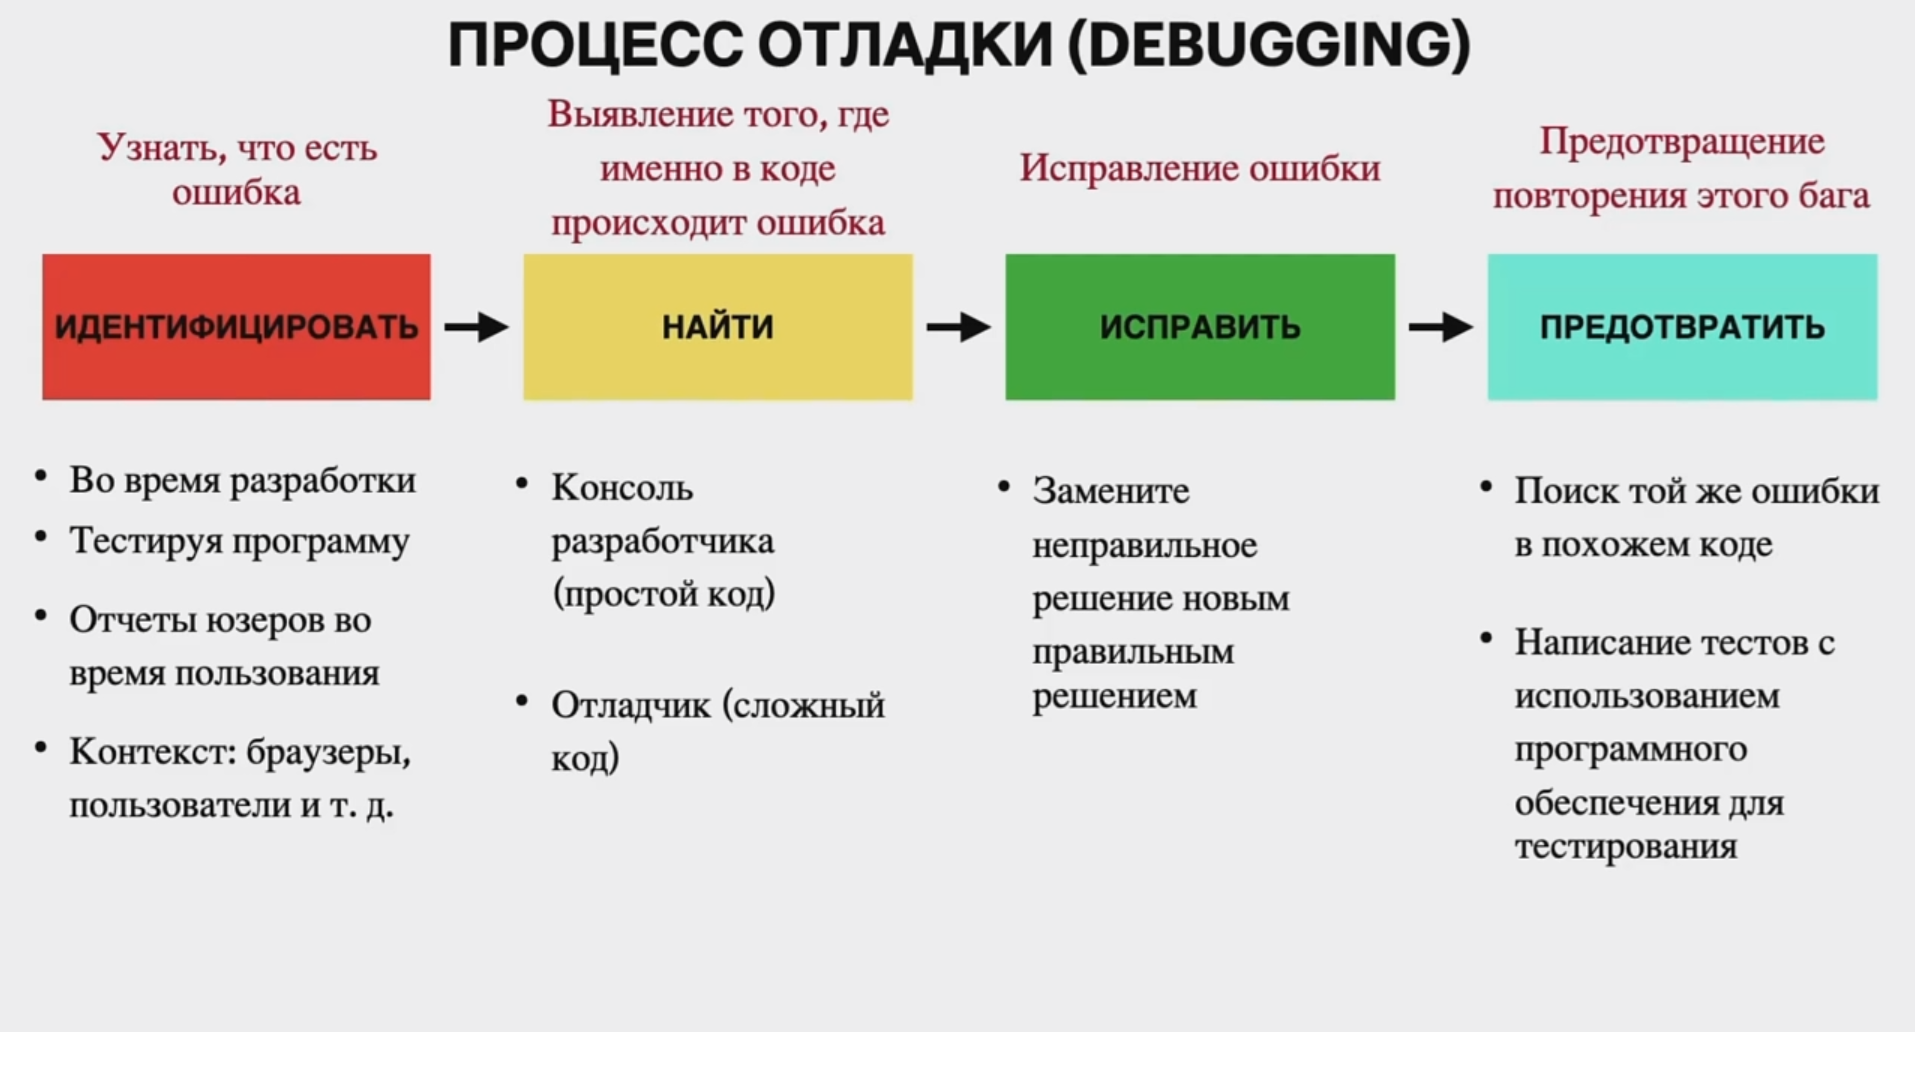 ПРОЦЕСС ОТЛАДКИ (DEBUGGING)
Узнать, что есть
ошибка
Выявление того, где
именно в коде
происходит ошибка
Исправление ошибки
Предотвращение
повторения этого бага
ИДЕНТИФИЦИРОВАТЬ
НАЙТИ
ИСПРАВИТЬ
ПРЕДОТВРАТИТЬ
• Во время разработки
• Тестируя программу
• Отчеты юзеров во
время пользования
• Контекст: браузеры,
пользователи и т. д.
• Консоль
разработчика
(простой код)
• Отладчик (сложный
код)
• Замените
неправильное
решение новым
правильным
решением
• Поиск той же ошибки
в похожем коде
• Написание тестов с
использованием
программного
обеспечения для
тестирования